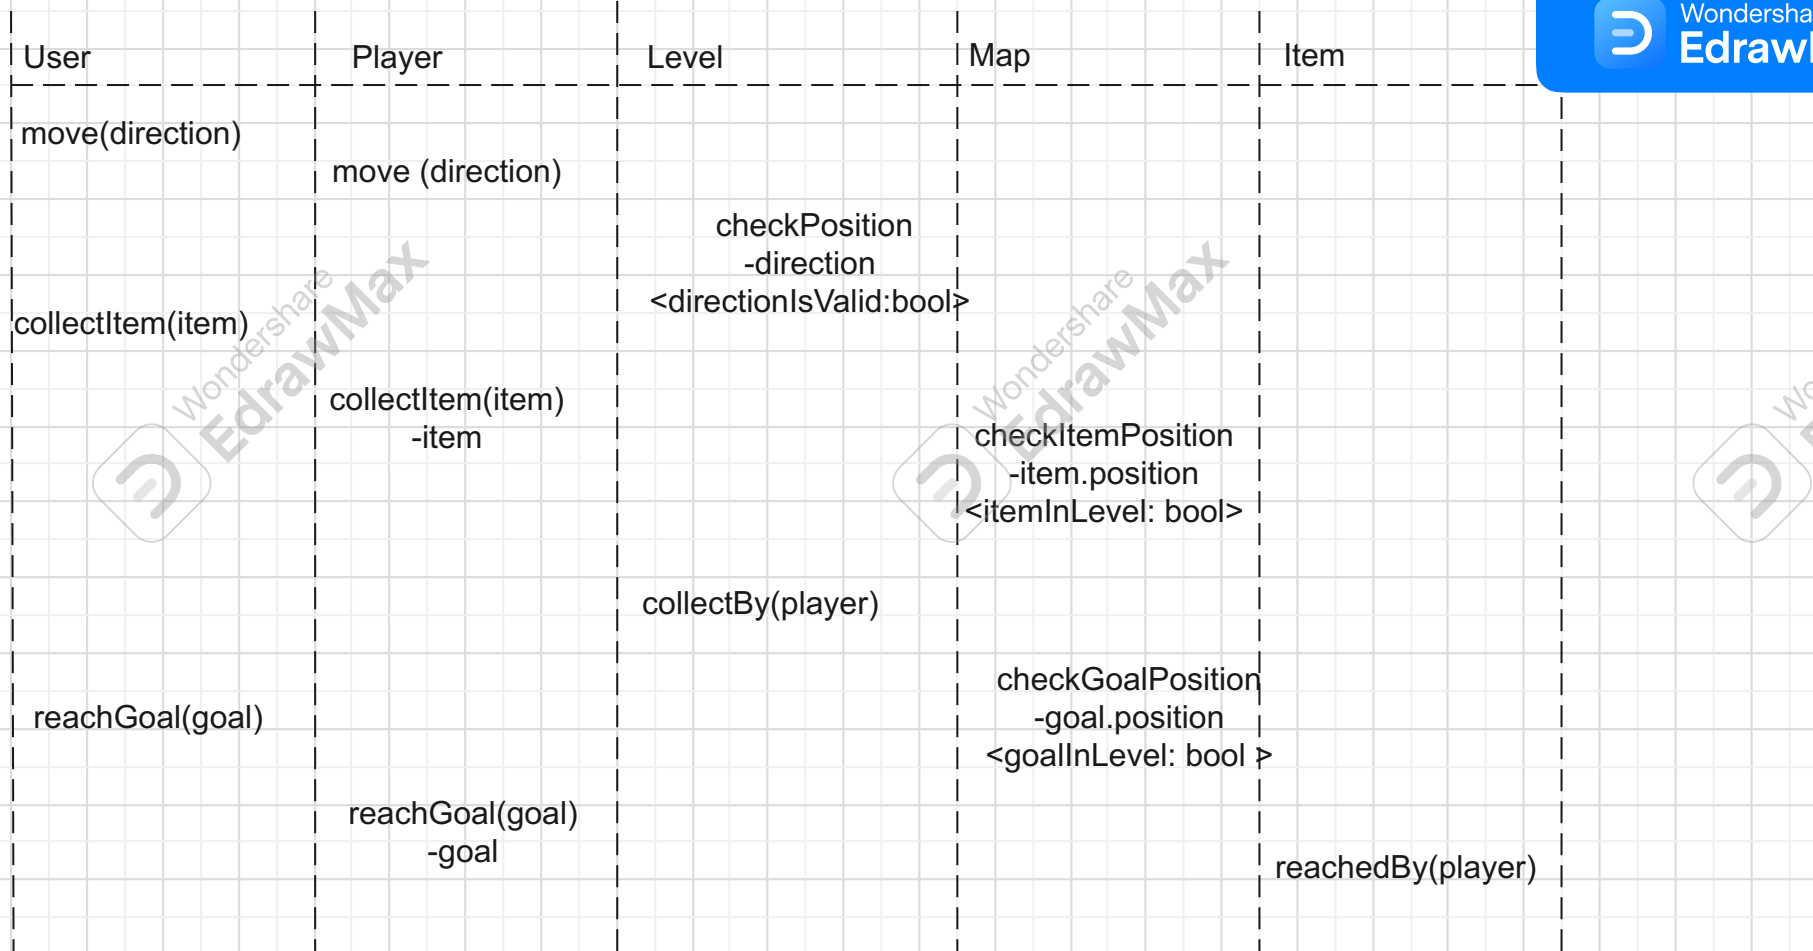 User
Player
Level
Map
Item
Wondersha
Edraw
move(direction)
move (direction)
checkPosition
-direction
<directionIsValid:bool>
collectItem(item)
collectItem(item)
-item
checkItemPosition
-item.position
<itemInLevel: bool>
collectBy(player)
checkGoalPosition
-goal.position
<goalInLevel: bool >
reachGoal(goal)
reachGoal(goal)
-goal
reachedBy(player)
Wondershare
EdrawMax
Wondershare
EdrawMax